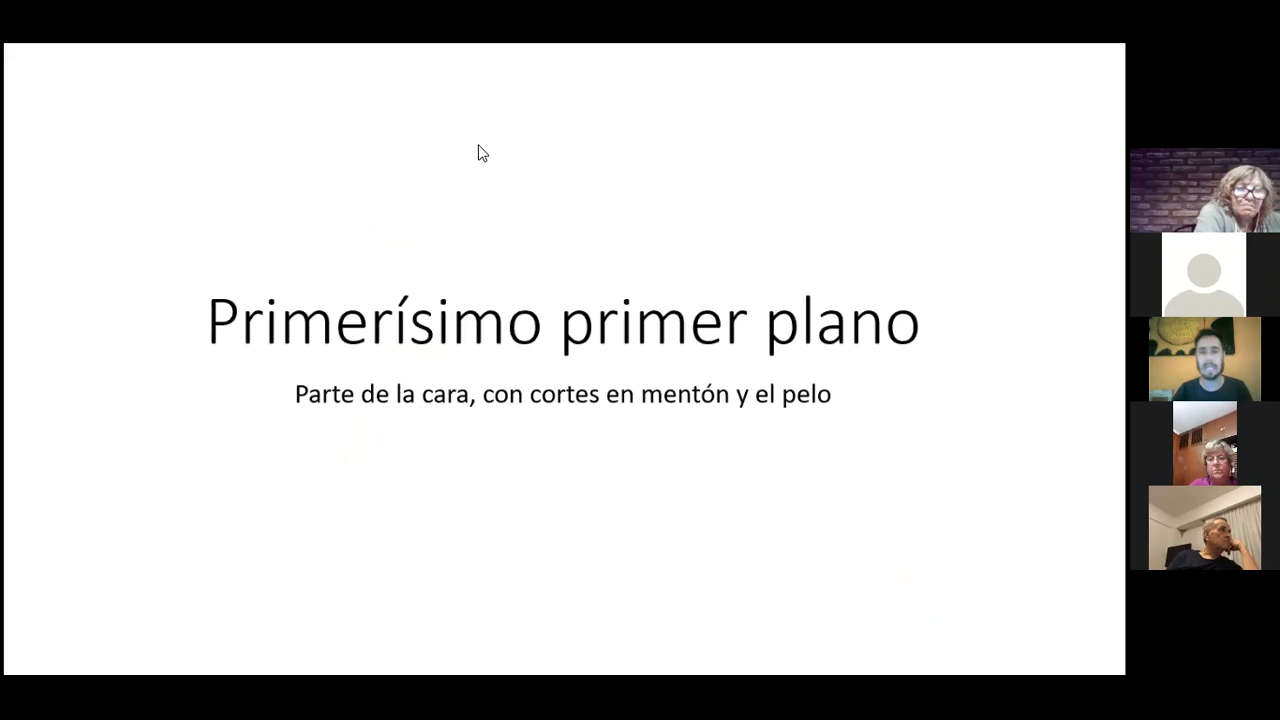 Primerísimo primer plano
Parte de la cara, con cortes en mentón y el pelo